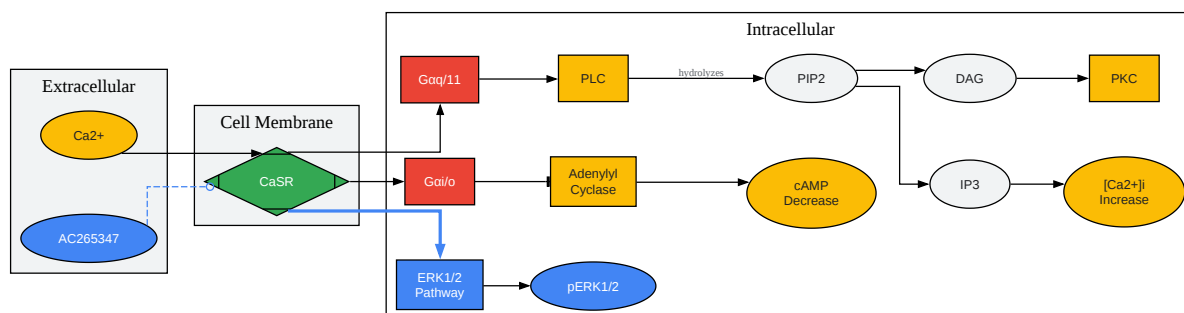 Extracellular
Ca2+
AC265347
Cell Membrane
CaSR
Intracellular
Gαq/11
PLC
hydrolyzes
PIP2
DAG
PKC
Gαi/o
Adenylyl
Cyclase
cAMP
Decrease
IP3
[Ca2+]i
Increase
ERK1/2
Pathway
pERK1/2